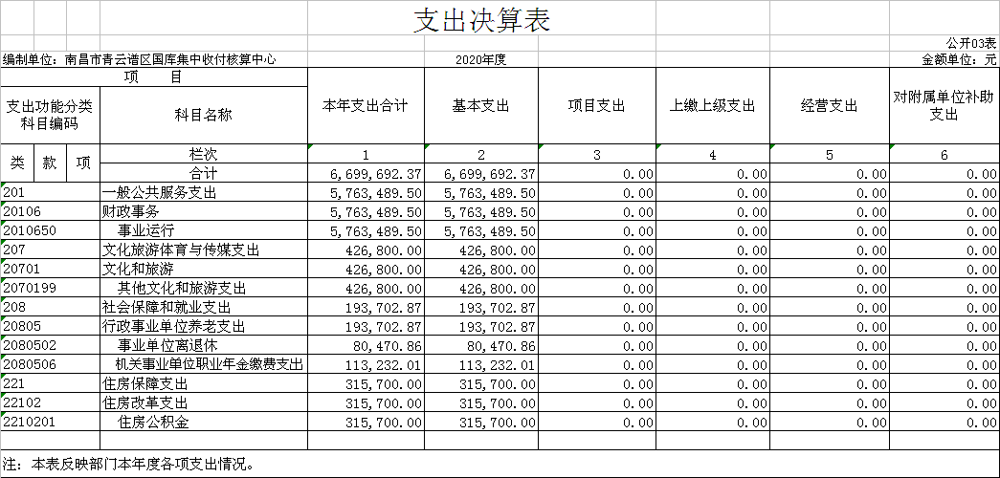 支出决算表
公开03表
编制单位：南昌市青云谱区国库集中收付核算中心 2020年度 金额单位：元
项 目 本年支出合计 基本支出 项目支出 上缴上级支出 经营支出 对附属单位补助支出
支出功能分类科目编码 科目名称
类 款 项 栏次 1 2 3 4 5 6
合计 6,699,692.37 6,699,692.37 0.00 0.00 0.00 0.00
201 一般公共服务支出 5,763,489.50 5,763,489.50 0.00 0.00 0.00 0.00
20106 财政事务 5,763,489.50 5,763,489.50 0.00 0.00 0.00 0.00
2010650 事业运行 5,763,489.50 5,763,489.50 0.00 0.00 0.00 0.00
207 文化旅游体育与传媒支出 426,800.00 426,800.00 0.00 0.00 0.00 0.00
20701 文化和旅游 426,800.00 426,800.00 0.00 0.00 0.00 0.00
2070199 其他文化和旅游支出 426,800.00 426,800.00 0.00 0.00 0.00 0.00
208 社会保障和就业支出 193,702.87 193,702.87 0.00 0.00 0.00 0.00
20805 行政事业单位养老支出 193,702.87 193,702.87 0.00 0.00 0.00 0.00
2080502 事业单位离退休 80,470.86 80,470.86 0.00 0.00 0.00 0.00
2080506 机关事业单位职业年金缴费支出 113,232.01 113,232.01 0.00 0.00 0.00 0.00
221 住房保障支出 315,700.00 315,700.00 0.00 0.00 0.00 0.00
22102 住房改革支出 315,700.00 315,700.00 0.00 0.00 0.00 0.00
2210201 住房公积金 315,700.00 315,700.00 0.00 0.00 0.00 0.00
注：本表反映部门本年度各项支出情况。